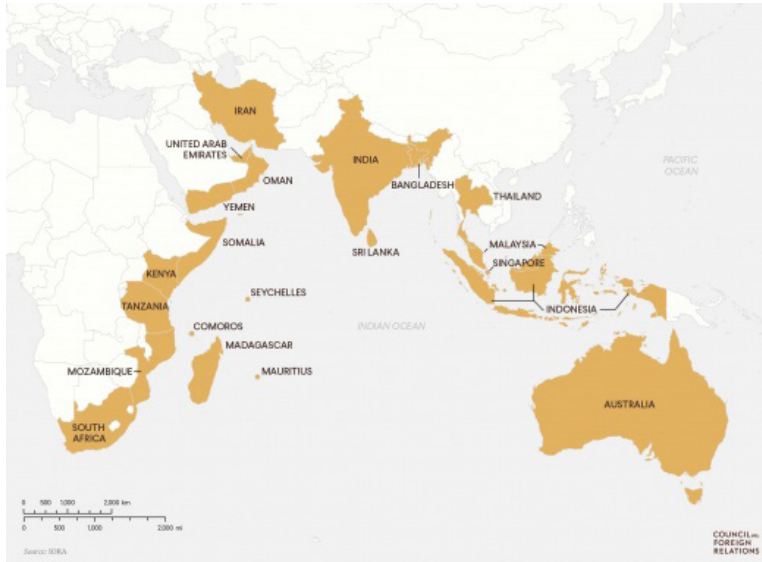 IRAN
UNITED ARAB
EMIRATES
OMAN
YEMEN
INDIA
BANGLADESH
THAILAND
PACIFIC
OCEAN
SOMALIA
SRI LANKA
MALAYSIA
SINGAPORE
KENYA
TANZANIA
SEYCHELLES
INDONESIA
COMOROS
INDIAN OCEAN
MADAGASCAR
MOZAMBIQUE
MAURITIUS
AUSTRALIA
SOUTH
AFRICA
0 500 1,000 2,000 km
0 500 1,000 2,000 mi
Source: IORA
COUNCIL on
FOREIGN
RELATIONS